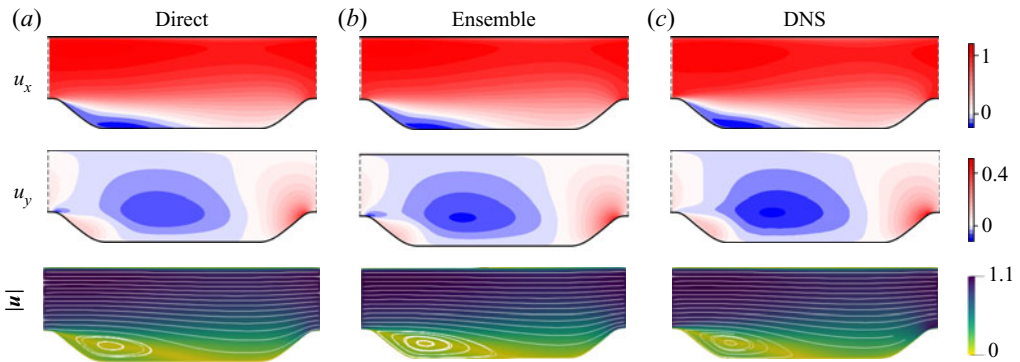 (a) Direct (b) Ensemble (c) DNS
u_x 1
0
u_y 0.4
0
|u| 1.1
0